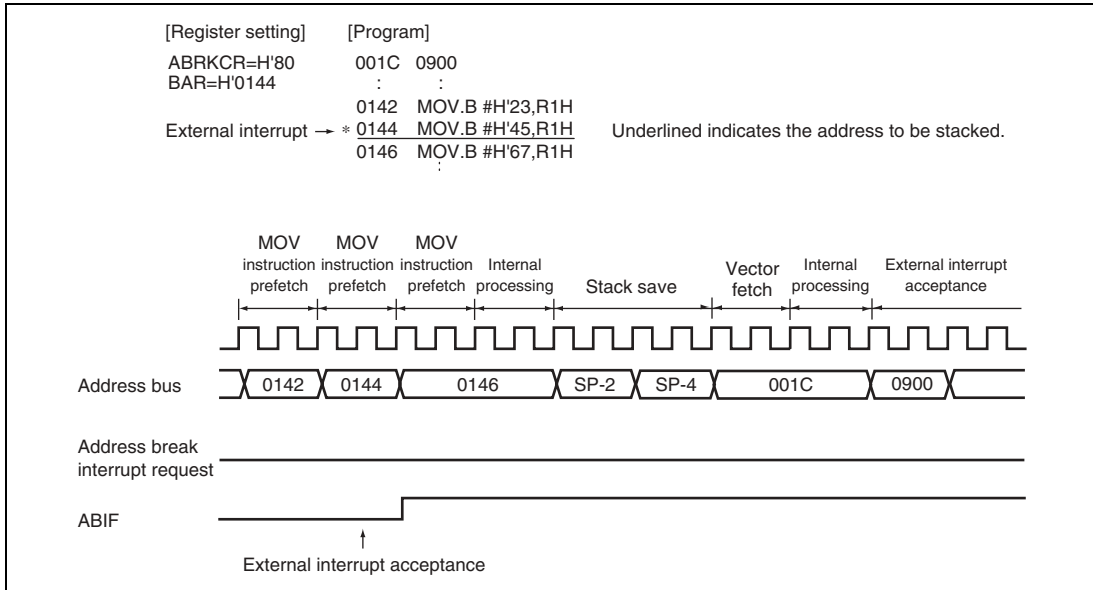 [Register setting] [Program]
ABRKCR=H'80 001C 0900
BAR=H'0144 : :
0142 MOV.B #H'23,R1H
External interrupt → * 0144 MOV.B #H'45,R1H Underlined indicates the address to be stacked.
0146 MOV.B #H'67,R1H
:
MOV MOV MOV
instruction instruction instruction Internal Vector Internal External interrupt
prefetch prefetch prefetch processing Stack save fetch processing acceptance
Address bus 0142 0144 0146 SP-2 SP-4 001C 0900
Address break
interrupt request
ABIF
External interrupt acceptance